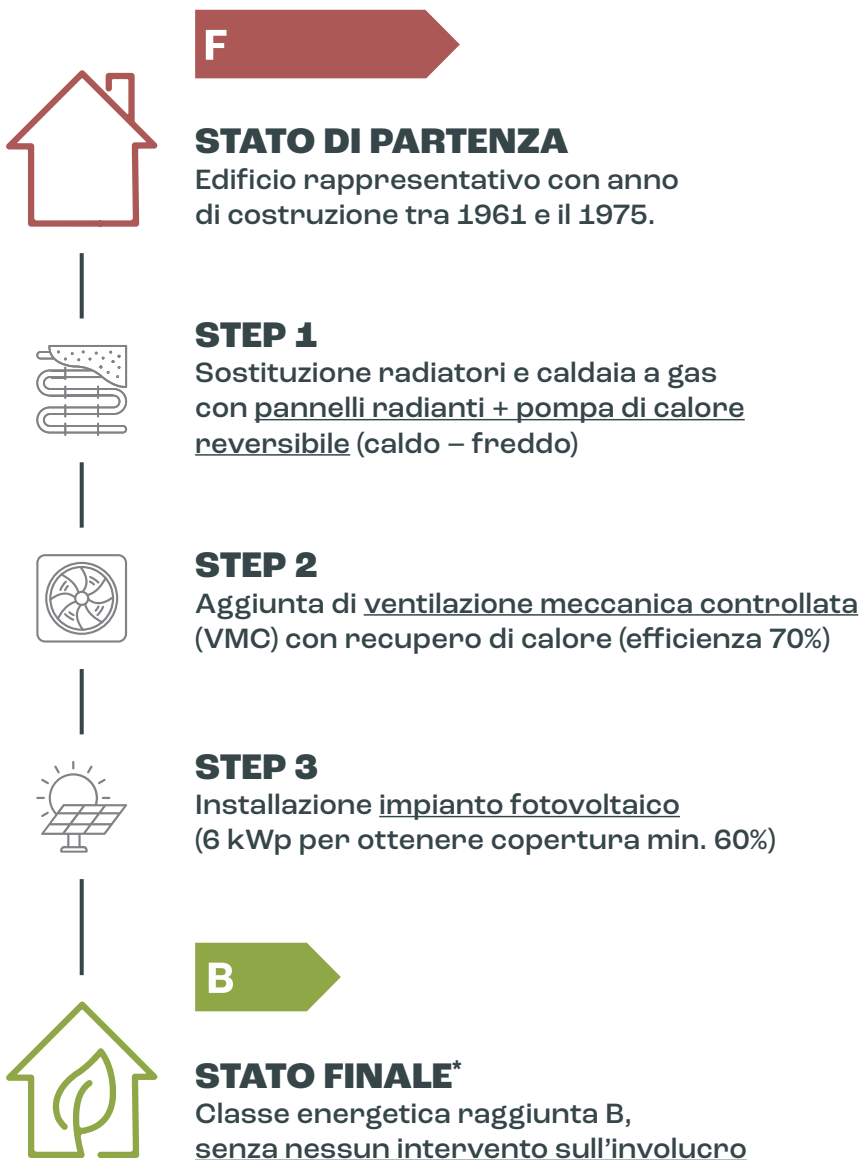 F
STATO DI PARTENZA
Edificio rappresentativo con anno
di costruzione tra 1961 e il 1975.
STEP 1
Sostituzione radiatori e caldaia a gas
con pannelli radianti + pompa di calore
reversibile (caldo – freddo)
STEP 2
Aggiunta di ventilazione meccanica controllata
(VMC) con recupero di calore (efficienza 70%)
STEP 3
Installazione impianto fotovoltaico
(6 kWp per ottenere copertura min. 60%)
B
STATO FINALE*
Classe energetica raggiunta B,
senza nessun intervento sull’involucro